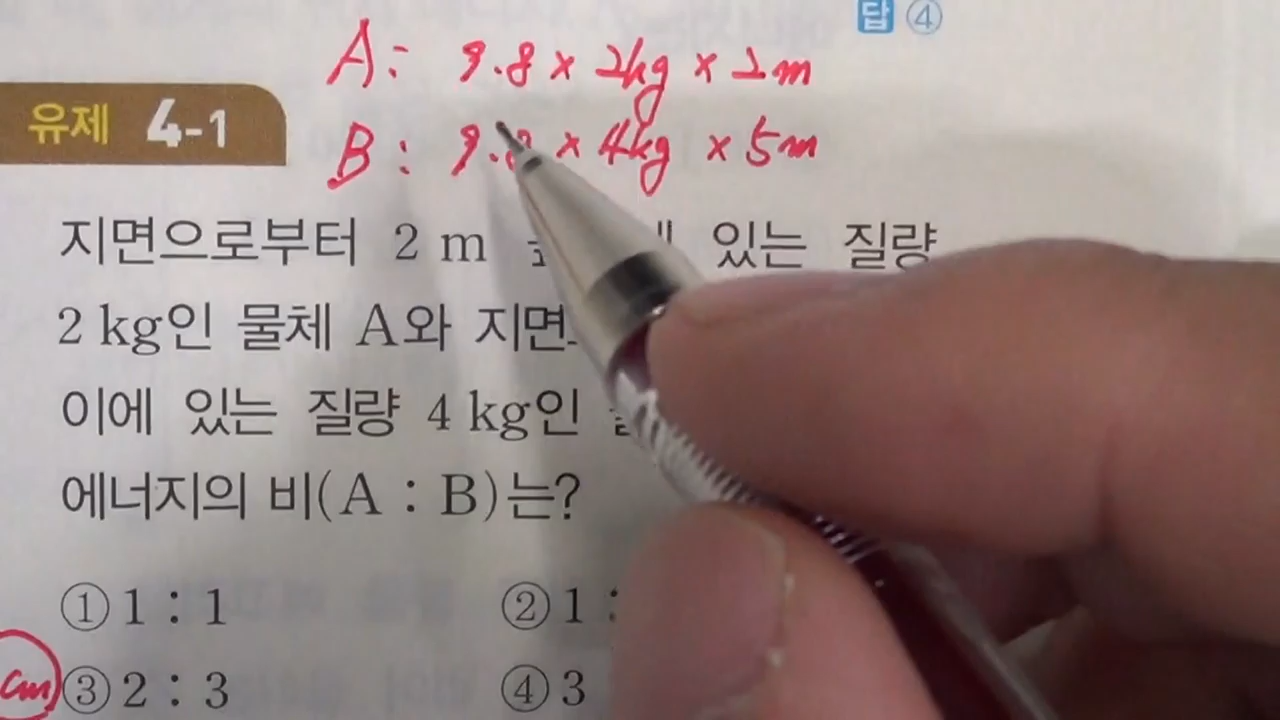 답 ④
A: 9.8 × 2kg × 2m
유제 4-1
B: 9.8 × 4kg × 5m
지면으로부터 2 m 있는 질량
2 kg인 물체 A와 지면
이에 있는 질량 4 kg인
에너지의 비(A : B)는?
① 1 : 1 ② 1 :
cm ③ 2 : 3 ④ 3